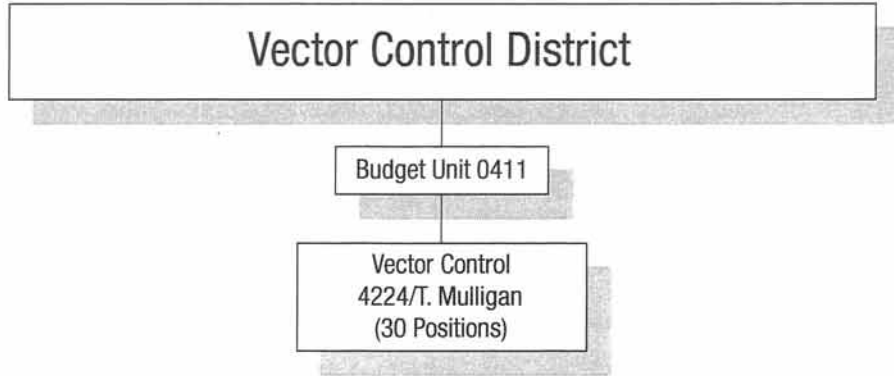 Vector Control District
Budget Unit 0411
Vector Control
4224/T. Mulligan
(30 Positions)